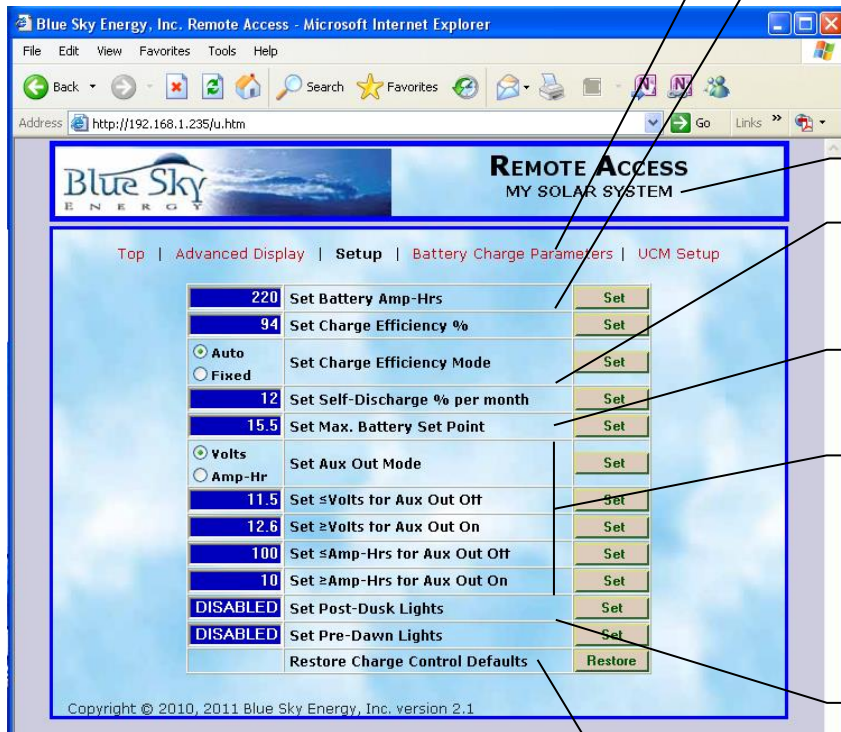 Blue Sky Energy, Inc. Remote Access - Microsoft Internet Explorer
File Edit View Favorites Tools Help
Back Search Favorites
Address http://192.168.1.235/u.htm Go Links »
Blue Sky
ENERGY
REMOTE ACCESS
MY SOLAR SYSTEM
Top | Advanced Display | Setup | Battery Charge Parameters | UCM Setup
220 Set Battery Amp-Hrs Set
94 Set Charge Efficiency % Set
Auto
Fixed
Set Charge Efficiency Mode Set
12 Set Self-Discharge % per month Set
15.5 Set Max. Battery Set Point Set
Volts
Amp-Hr
Set Aux Out Mode Set
11.5 Set ≤Volts for Aux Out Off Set
12.6 Set ≥Volts for Aux Out On Set
100 Set ≤Amp-Hrs for Aux Out Off Set
10 Set ≥Amp-Hrs for Aux Out On Set
DISABLED Set Post-Dusk Lights Set
DISABLED Set Pre-Dawn Lights Set
Restore Charge Control Defaults Restore
Copyright © 2010, 2011 Blue Sky Energy, Inc. version 2.1